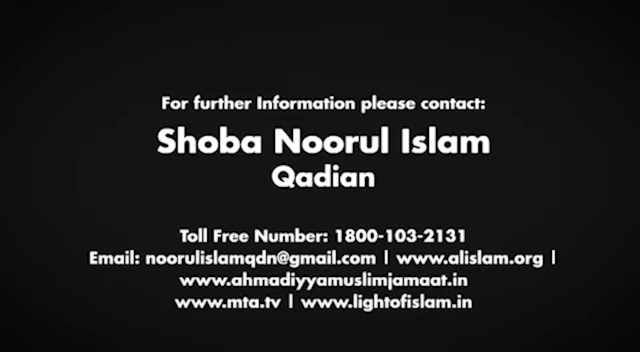 For further Information please contact:
Shoba Noorul Islam
Qadian
Toll Free Number: 1800-103-2131
Email: noorulislamqdn@gmail.com | www.alislam.org |
www.ahmadiyyamuslimjamaat.in
www.mta.tv | www.lightofislam.in